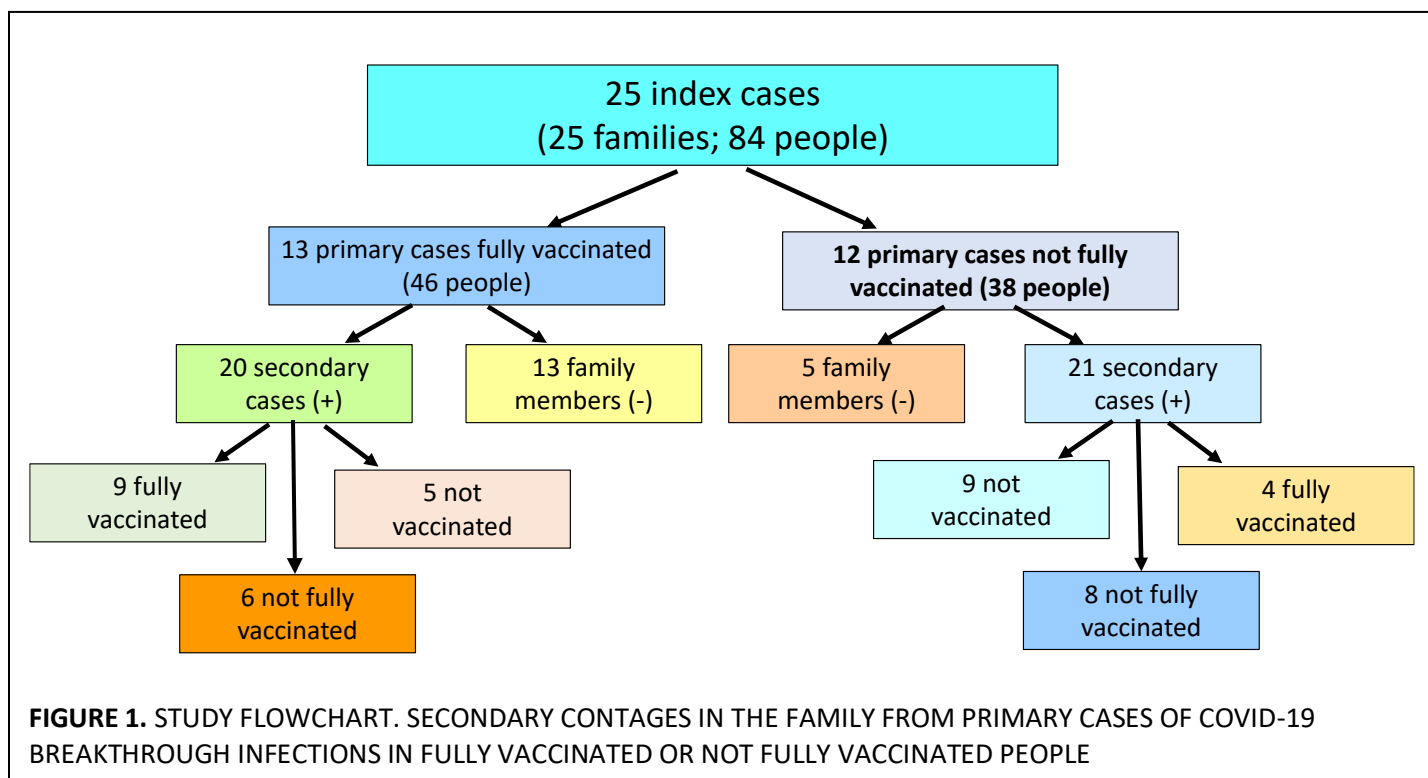 25 index cases
(25 families; 84 people)
13 primary cases fully vaccinated
(46 people)
12 primary cases not fully
vaccinated (38 people)
20 secondary
cases (+)
13 family
members (-)
5 family
members (-)
21 secondary
cases (+)
9 fully
vaccinated
5 not
vaccinated
9 not
vaccinated
4 fully
vaccinated
6 not fully
vaccinated
8 not fully
vaccinated
FIGURE 1. STUDY FLOWCHART. SECONDARY CONTAGES IN THE FAMILY FROM PRIMARY CASES OF COVID-19
BREAKTHROUGH INFECTIONS IN FULLY VACCINATED OR NOT FULLY VACCINATED PEOPLE